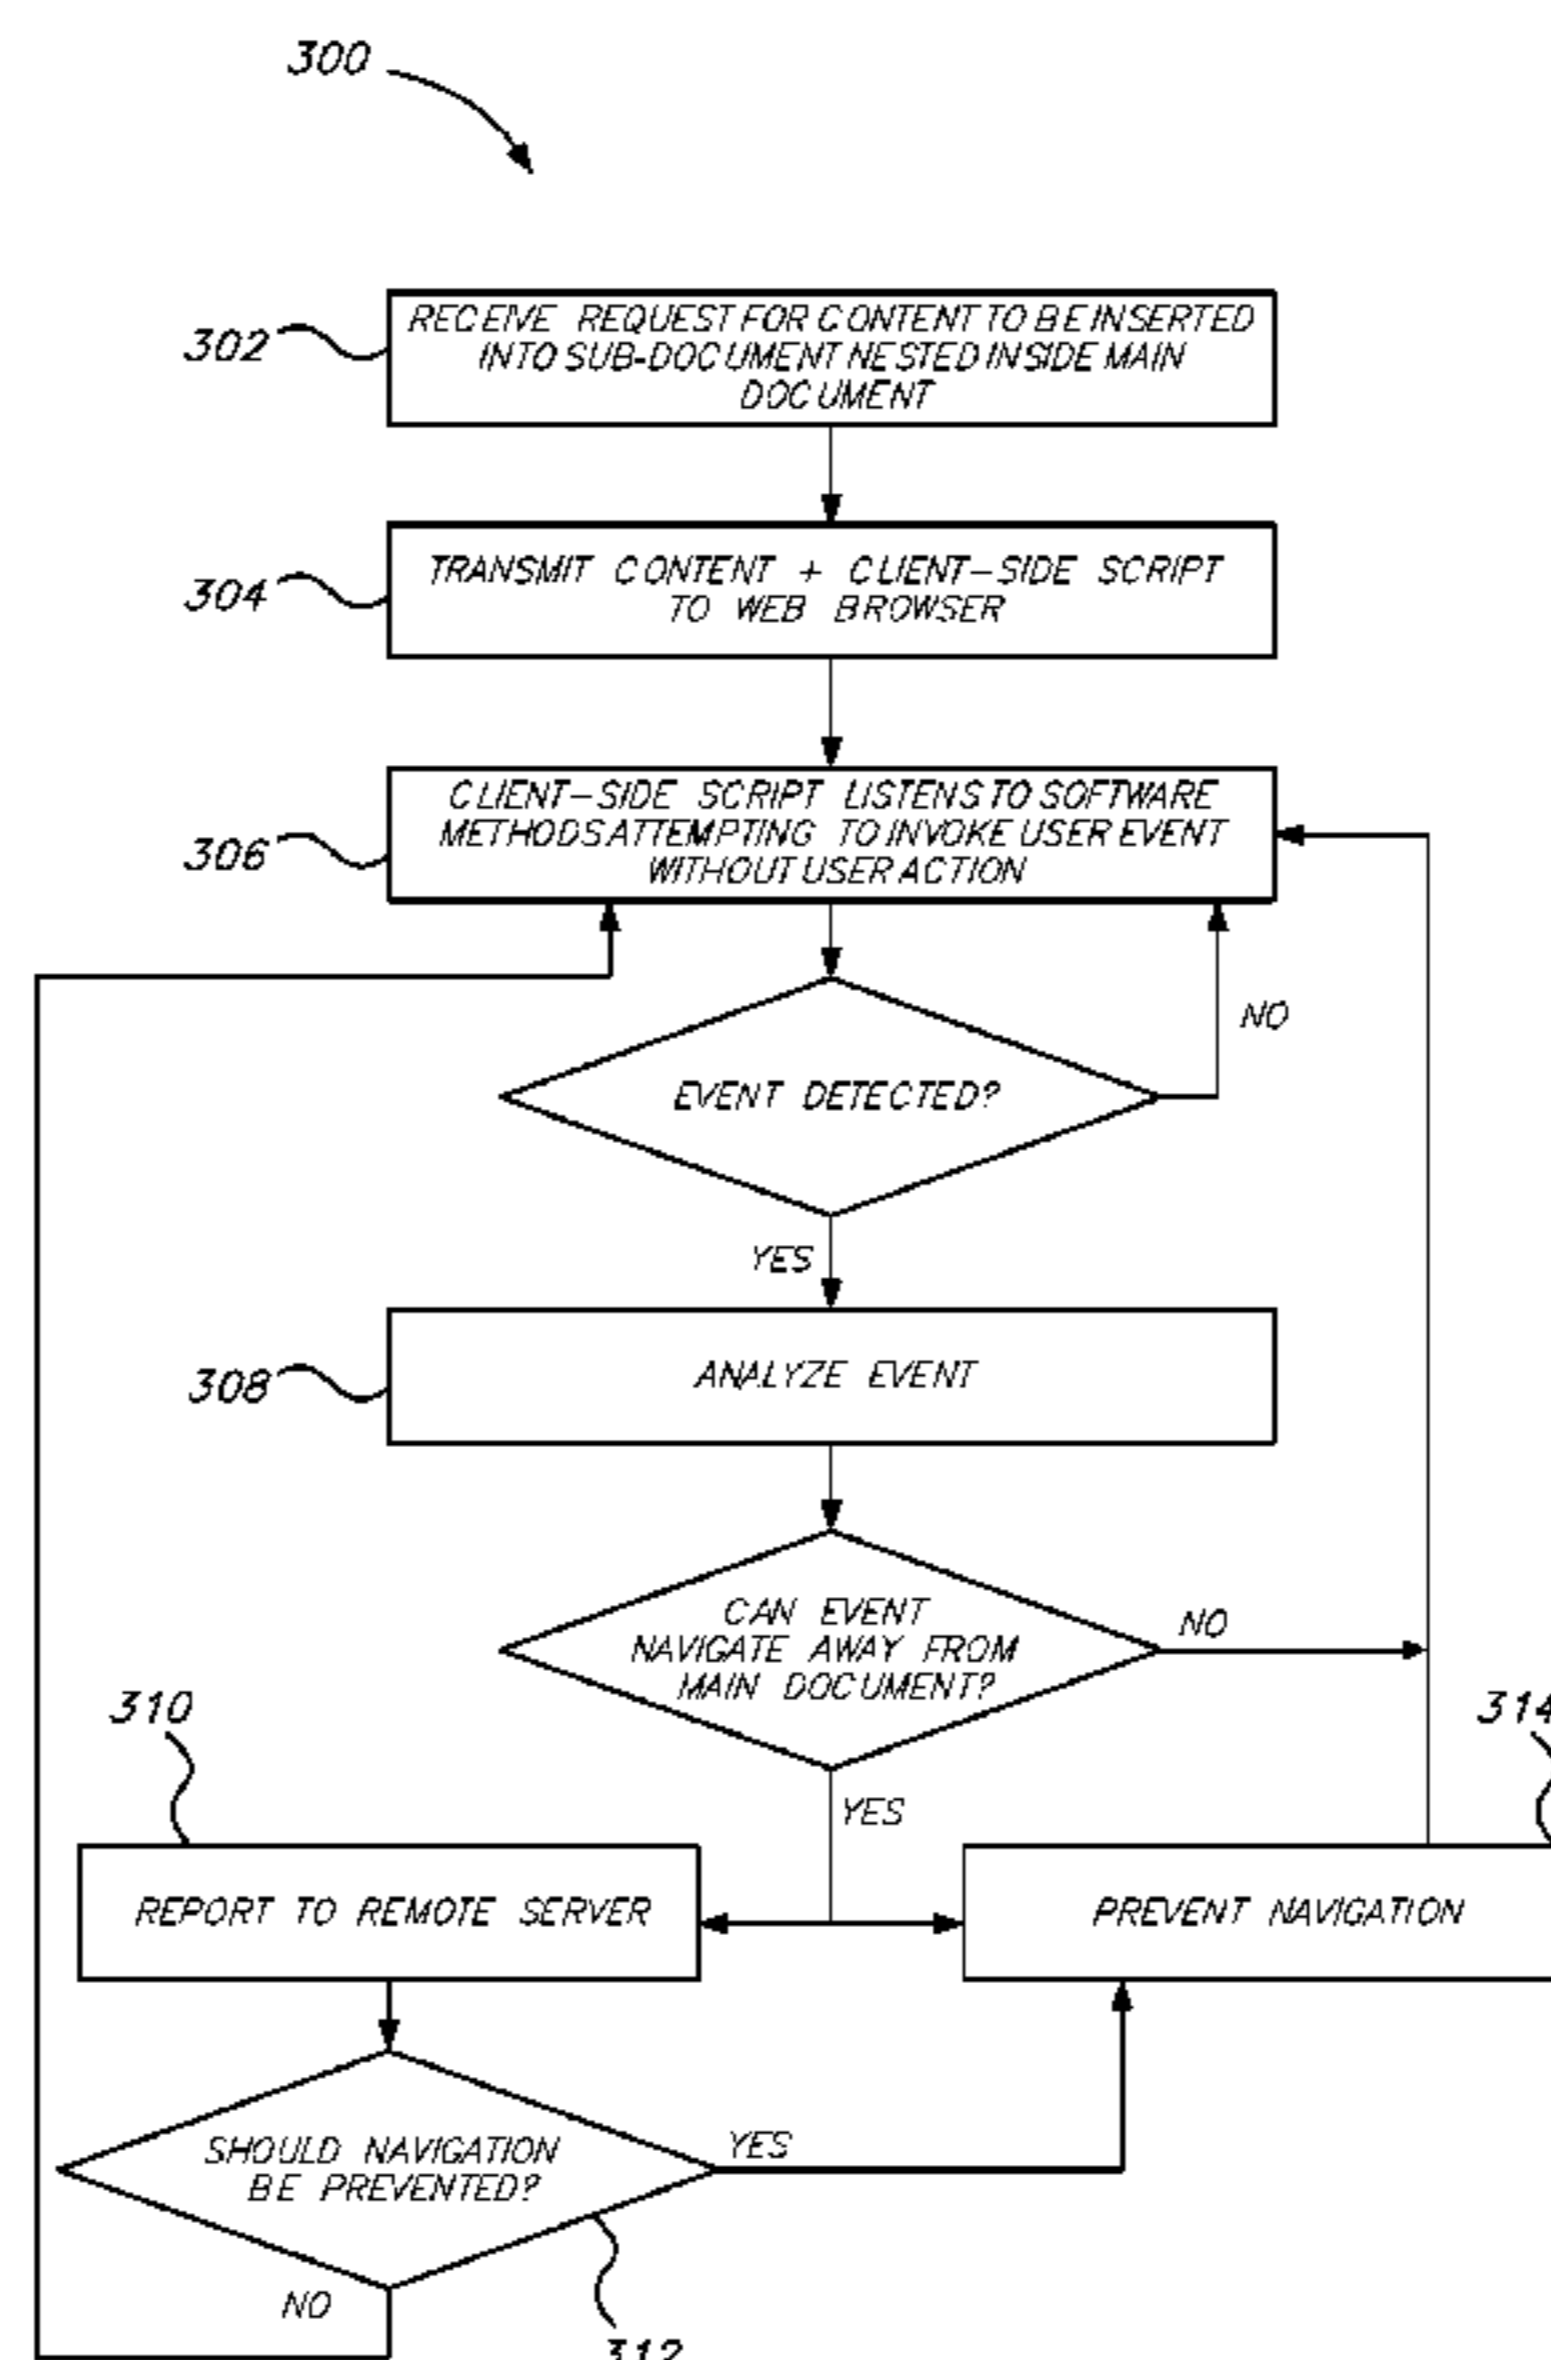 300
302
RECEIVE REQUEST FOR CONTENT TO BE INSERTED
INTO SUB-DOCUMENT NESTED INSIDE MAIN
DOCUMENT
304
TRANSMIT CONTENT + CLIENT-SIDE SCRIPT
TO WEB BROWSER
306
CLIENT-SIDE SCRIPT LISTENS TO SOFTWARE
METHODS ATTEMPTING TO INVOKE USER EVENT
WITHOUT USER ACTION
EVENT DETECTED?
NO
YES
308
ANALYZE EVENT
CAN EVENT
NAVIGATE AWAY FROM
MAIN DOCUMENT?
NO
YES
310
314
REPORT TO REMOTE SERVER
PREVENT NAVIGATION
SHOULD NAVIGATION
BE PREVENTED?
YES
NO
312